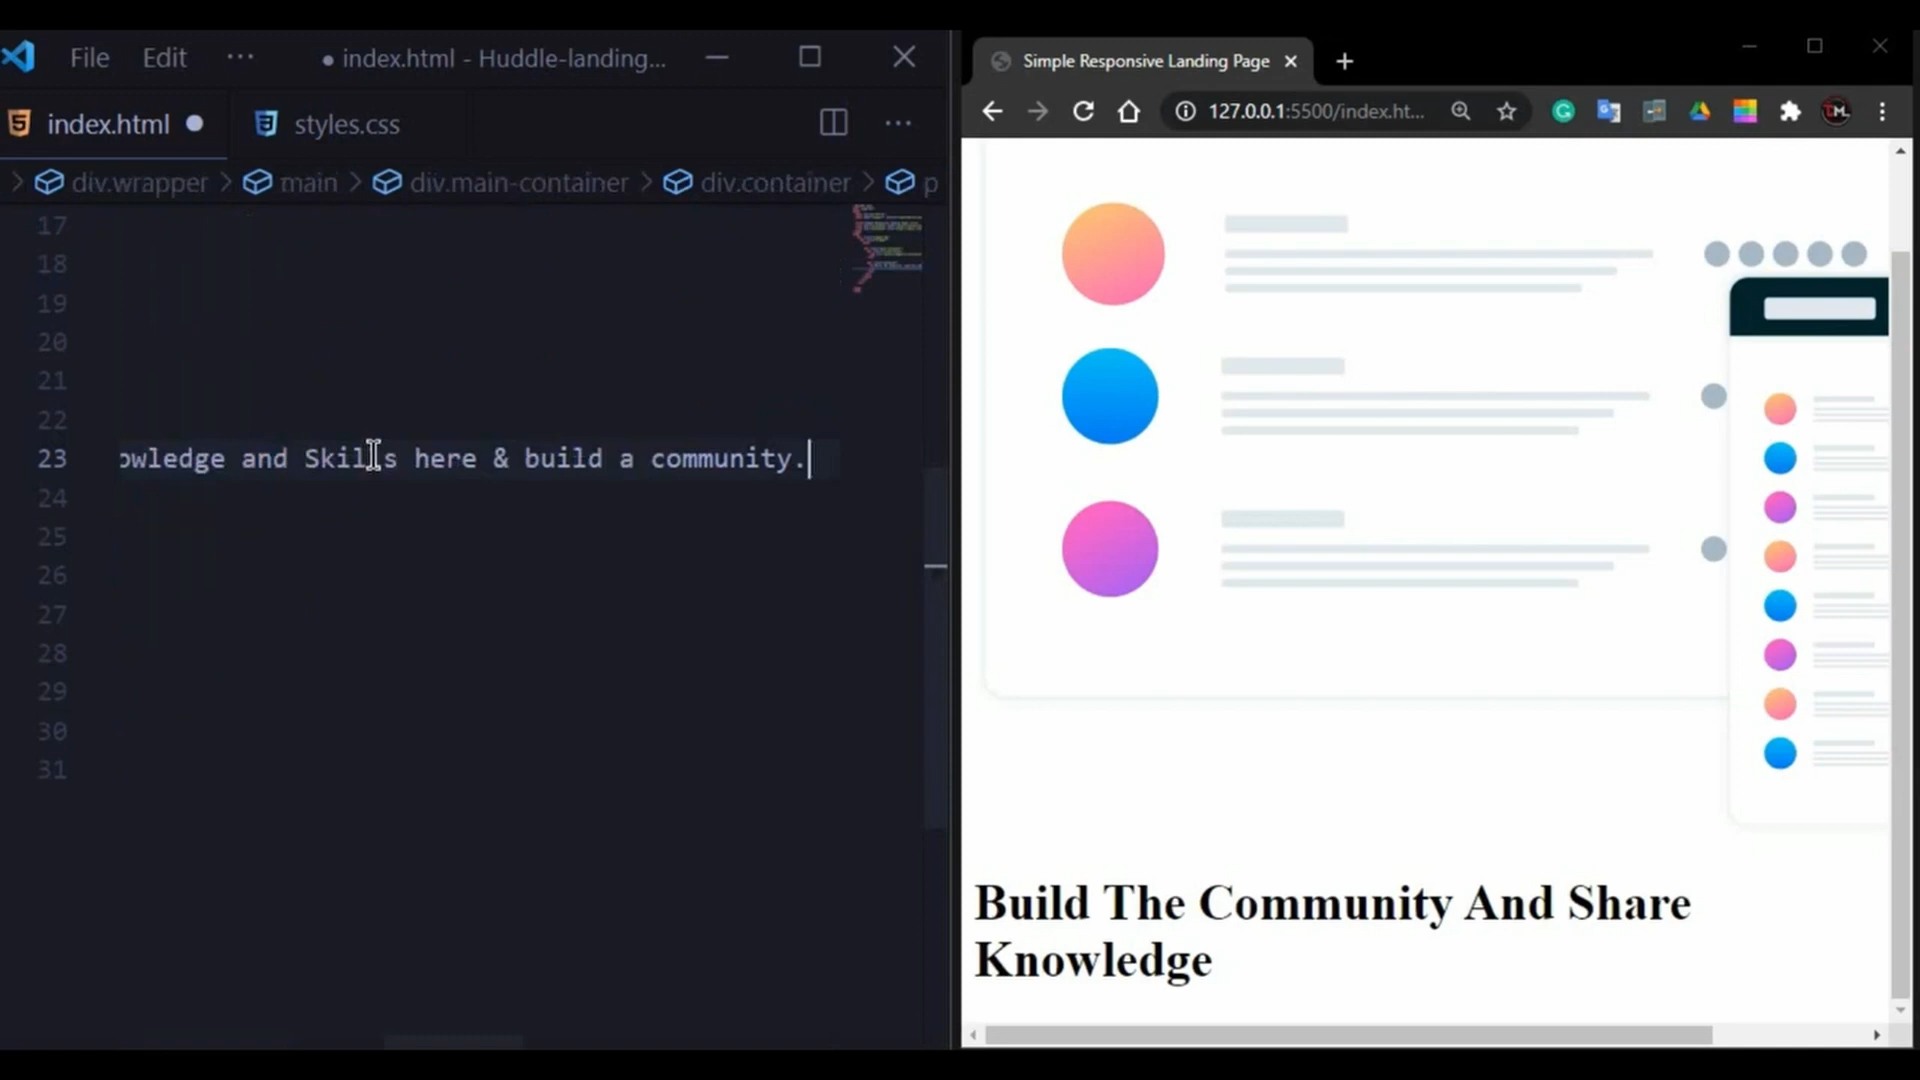 File Edit ··· ● index.html - Huddle-landing...
index.html ● styles.css ···
> div.wrapper > main > div.main-container > div.container > p
17
18
19
20
21
22
23 owledge and Skills here & build a community.
24
25
26
27
28
29
30
31
Simple Responsive Landing Page
127.0.0.1:5500/index.ht...
Build The Community And Share
Knowledge